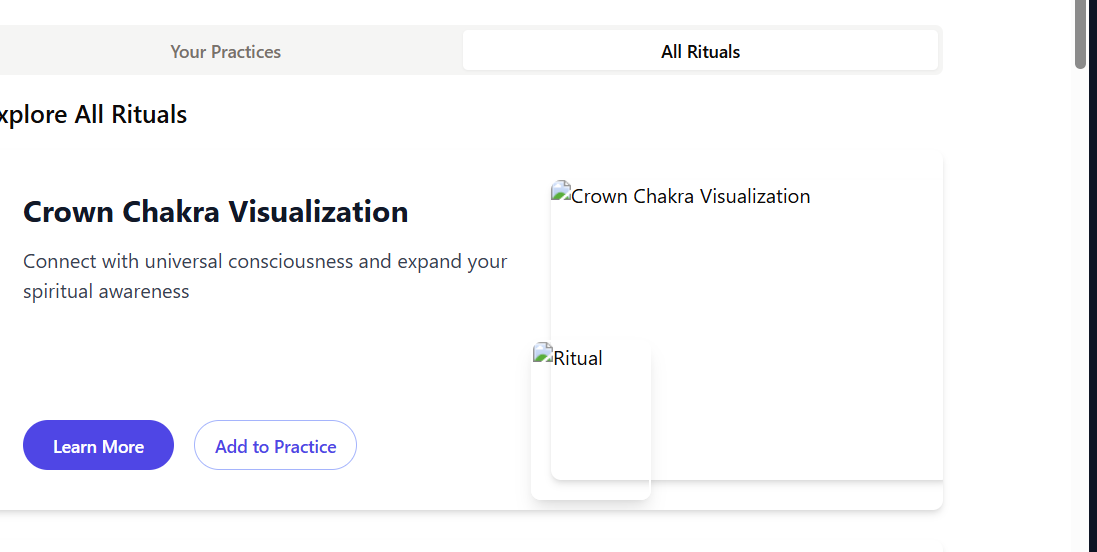 Your Practices
All Rituals
xplore All Rituals
Crown Chakra Visualization
Connect with universal consciousness and expand your
spiritual awareness
Crown Chakra Visualization
Ritual
Learn More
Add to Practice